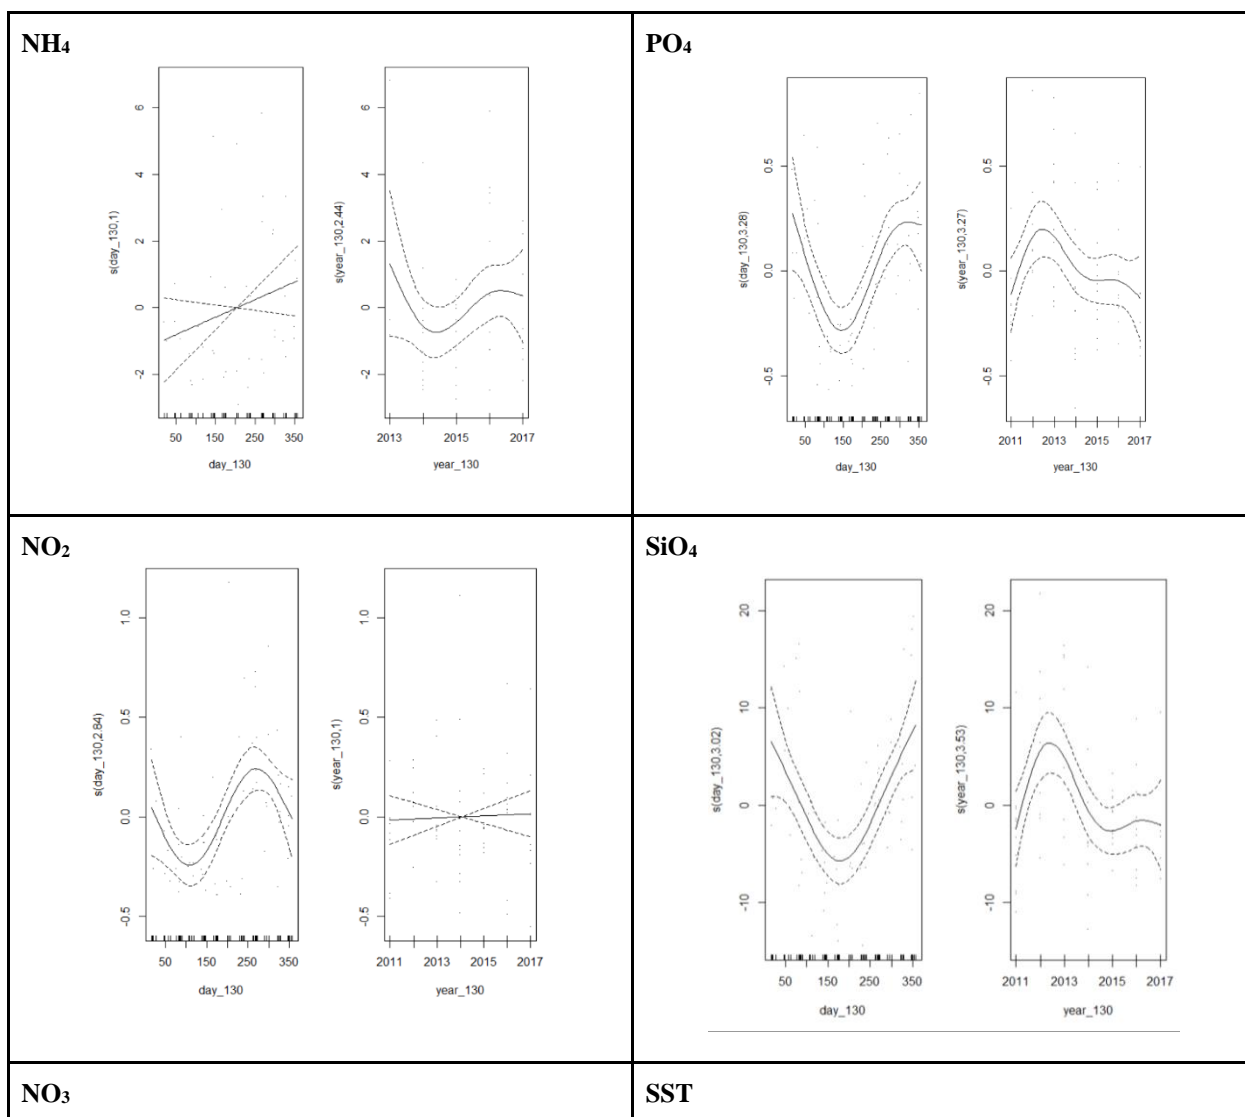 NH4
s(day_130,1)
6
4
2
0
-2
50 150 250 350
day_130
s(year_130,2.44)
6
4
2
0
-2
2013 2015 2017
year_130
PO4
s(day_130,3.28)
0.5
0.0
-0.5
50 150 250 350
day_130
s(year_130,3.27)
0.5
0.0
-0.5
2011 2013 2015 2017
year_130
NO2
s(day_130,2.84)
1.0
0.5
0.0
-0.5
50 150 250 350
day_130
s(year_130,1)
1.0
0.5
0.0
-0.5
2011 2013 2015 2017
year_130
SiO4
s(day_130,3.02)
20
10
0
-10
50 150 250 350
day_130
s(year_130,3.53)
20
10
0
-10
2011 2013 2015 2017
year_130
NO3
SST